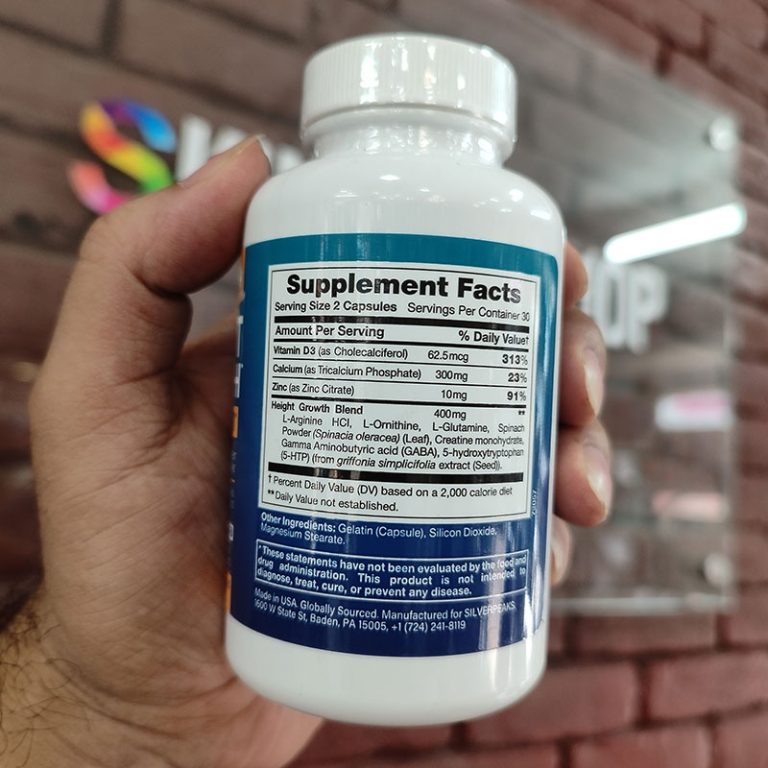 Supplement Facts
Serving Size 2 Capsules Servings Per Container 30
Amount Per Serving % Daily Value†
Vitamin D3 (as Cholecalciferol) 62.5mcg 313%
Calcium (as Tricalcium Phosphate) 300mg 23%
Zinc (as Zinc Citrate) 10mg 91%
Height Growth Blend 400mg **
L-Arginine HCl, L-Ornithine, L-Glutamine, Spinach
Powder (Spinacia oleracea) (Leaf), Creatine monohydrate,
Gamma Aminobutyric acid (GABA), 5-hydroxytryptophan
(5-HTP) (from griffonia simplicifolia extract (Seed)).
† Percent Daily Value (DV) based on a 2,000 calorie diet
**Daily Value not established.
Other Ingredients: Gelatin (Capsule), Silicon Dioxide,
Magnesium Stearate.
*These statements have not been evaluated by the food and
drug administration. This product is not intended to
diagnose, treat, cure, or prevent any disease.
Made in USA Globally Sourced. Manufactured for SILVERPEAKS.
1600 W State St, Baden, PA 15005, +1 (724) 241-8119